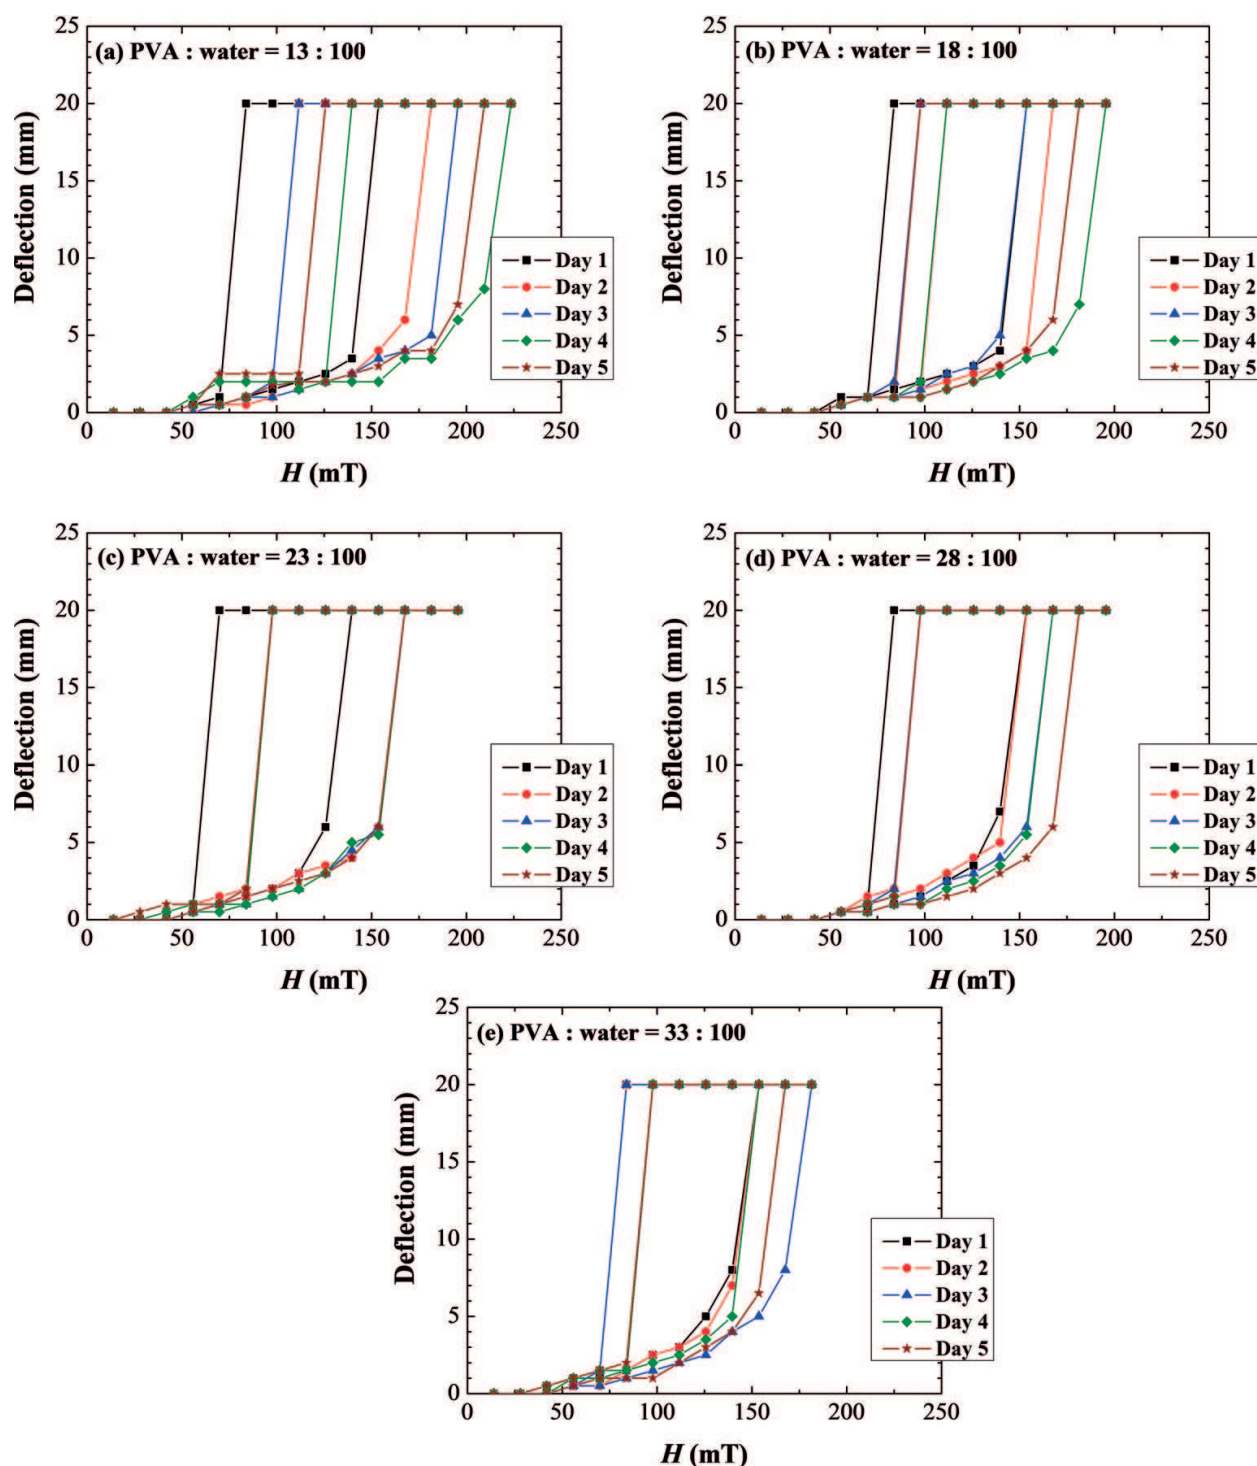 (a) PVA : water = 13 : 100
25
20
15
10
5
0
Deflection (mm)
0 50 100 150 200 250
H (mT)
Day 1
Day 2
Day 3
Day 4
Day 5
(b) PVA : water = 18 : 100
25
20
15
10
5
0
Deflection (mm)
0 50 100 150 200 250
H (mT)
Day 1
Day 2
Day 3
Day 4
Day 5
(c) PVA : water = 23 : 100
25
20
15
10
5
0
Deflection (mm)
0 50 100 150 200 250
H (mT)
Day 1
Day 2
Day 3
Day 4
Day 5
(d) PVA : water = 28 : 100
25
20
15
10
5
0
Deflection (mm)
0 50 100 150 200 250
H (mT)
Day 1
Day 2
Day 3
Day 4
Day 5
(e) PVA : water = 33 : 100
25
20
15
10
5
0
Deflection (mm)
0 50 100 150 200 250
H (mT)
Day 1
Day 2
Day 3
Day 4
Day 5